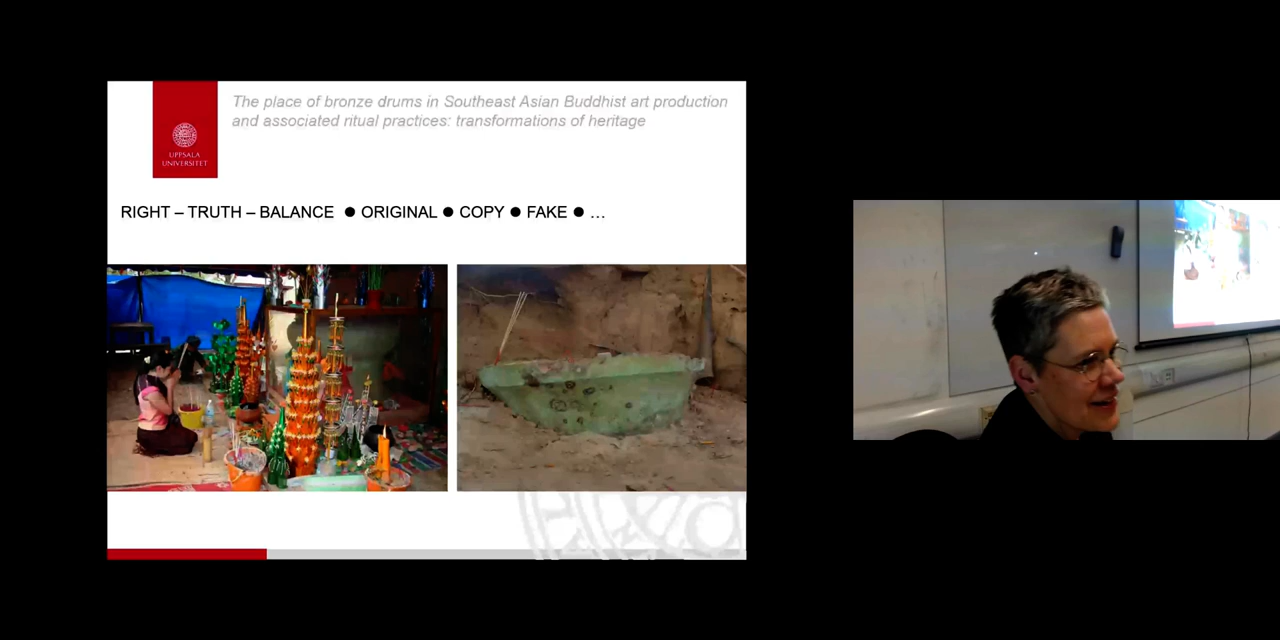 The place of bronze drums in Southeast Asian Buddhist art production
and associated ritual practices: transformations of heritage
UPPSALA
UNIVERSITET
RIGHT – TRUTH – BALANCE ● ORIGINAL ● COPY ● FAKE ● …